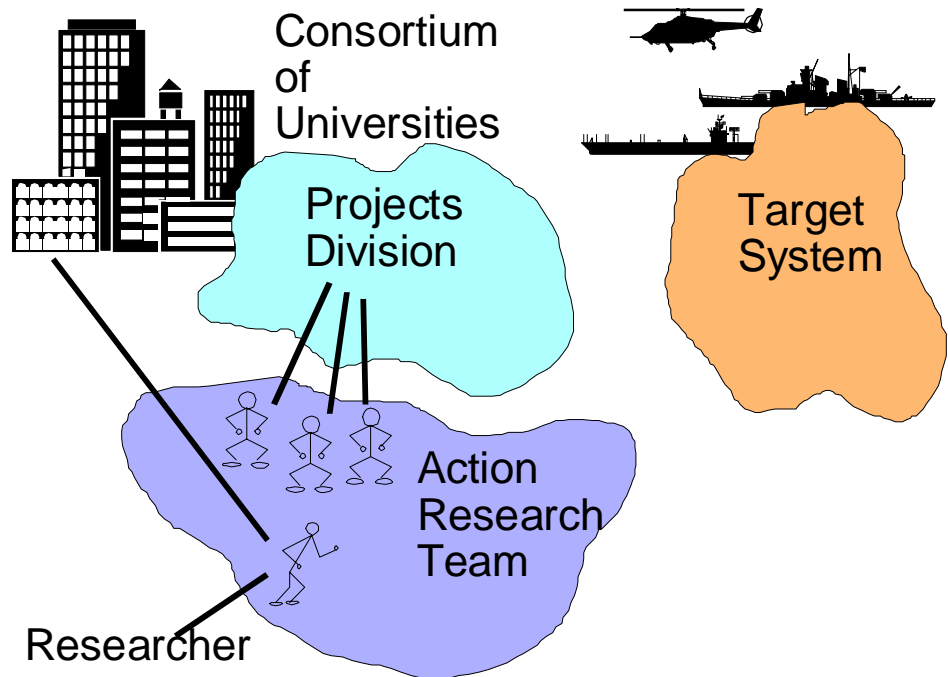 Consortium
of
Universities
Projects
Division
Target
System
Action
Research
Team
Researcher